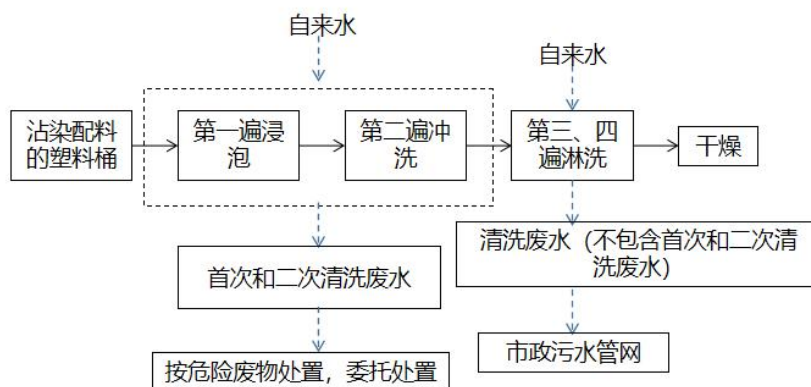 自来水
自来水
沾染配料
的塑料桶
第一遍浸
泡
第二遍冲
洗
第三、四
遍淋洗
干燥
首次和二次清洗废水
清洗废水（不包含首次和二次清
洗废水）
按危险废物处置，委托处置
市政污水管网